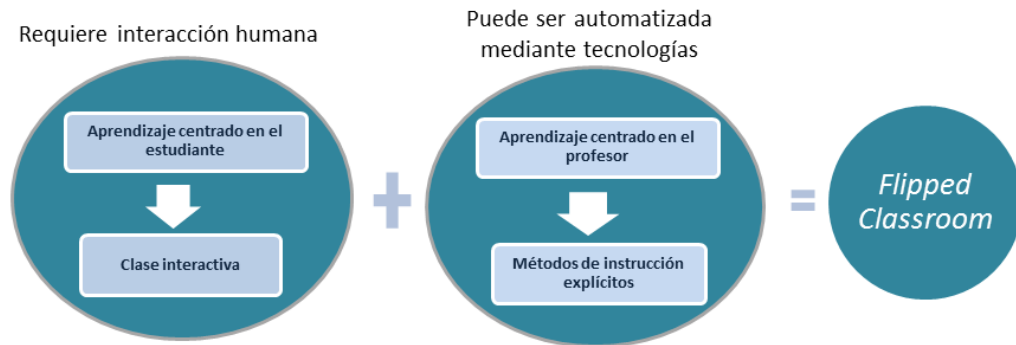 Requiere interacción humana
Aprendizaje centrado en el
estudiante
Clase interactiva
Puede ser automatizada
mediante tecnologías
Aprendizaje centrado en el
profesor
Métodos de instrucción
explícitos
+
=
Flipped
Classroom